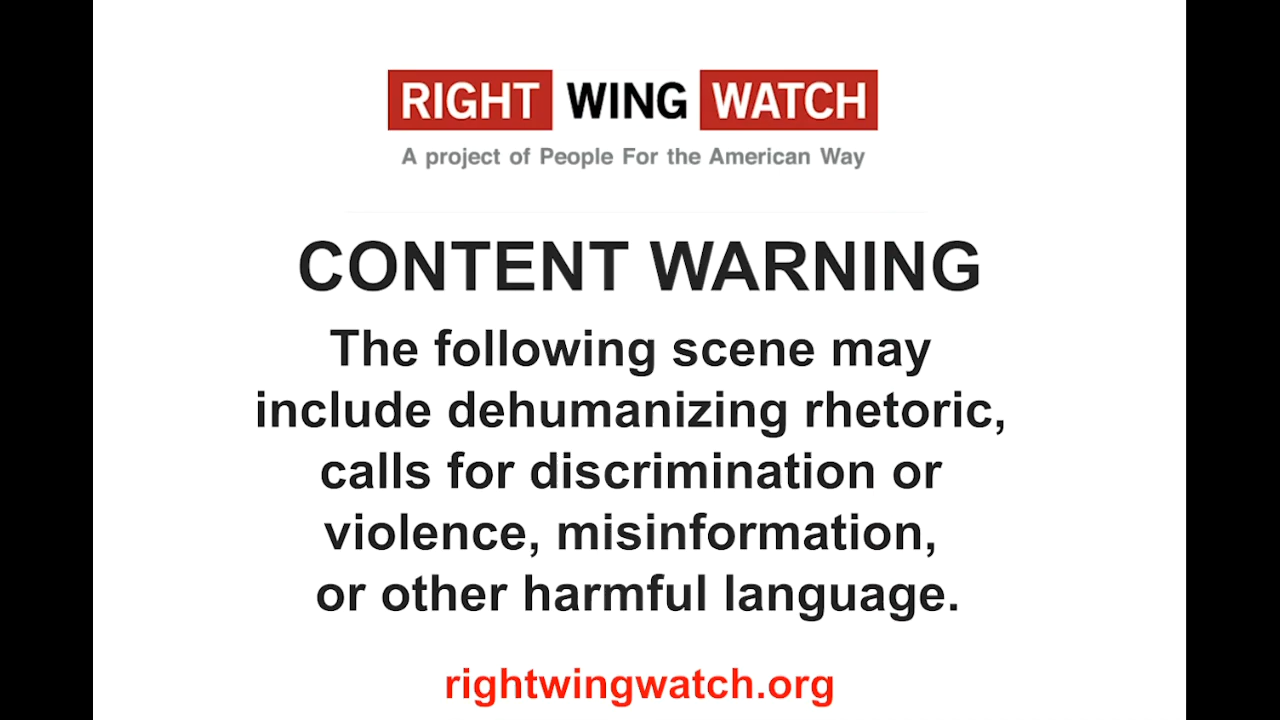 RIGHT WING WATCH
A project of People For the American Way
CONTENT WARNING
The following scene may
include dehumanizing rhetoric,
calls for discrimination or
violence, misinformation,
or other harmful language.
rightwingwatch.org